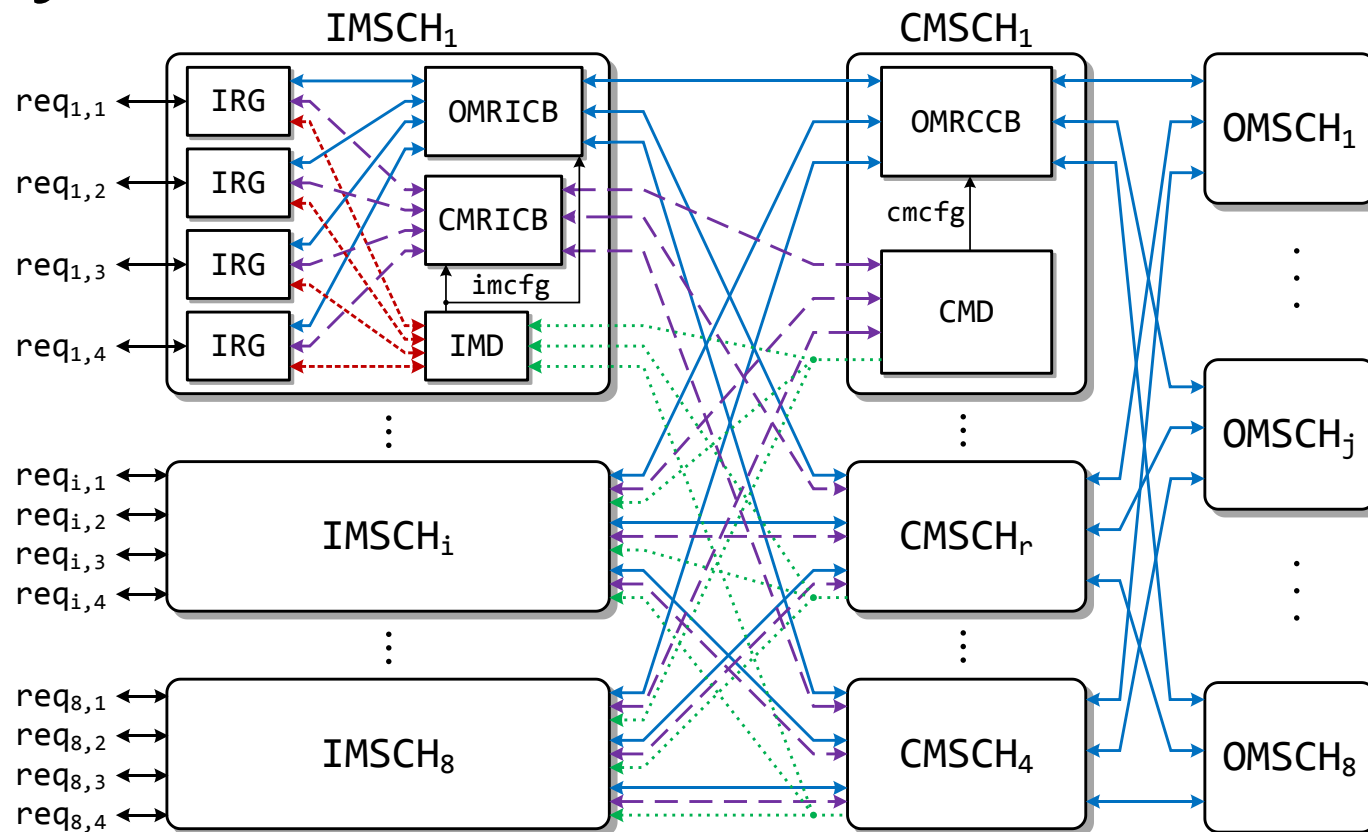 IMSCH₁
CMSCH₁
req₁,₁
IRG
OMRICB
OMRCCB
OMSCH₁
req₁,₂
IRG
CMRICB
cmcfg
req₁,₃
IRG
imcfg
CMD
req₁,₄
IRG
IMD
OMSCHⱼ
reqᵢ,₁
reqᵢ,₂
reqᵢ,₃
reqᵢ,₄
IMSCHᵢ
CMSCHᵣ
req₈,₁
req₈,₂
req₈,₃
req₈,₄
IMSCH₈
CMSCH₄
OMSCH₈